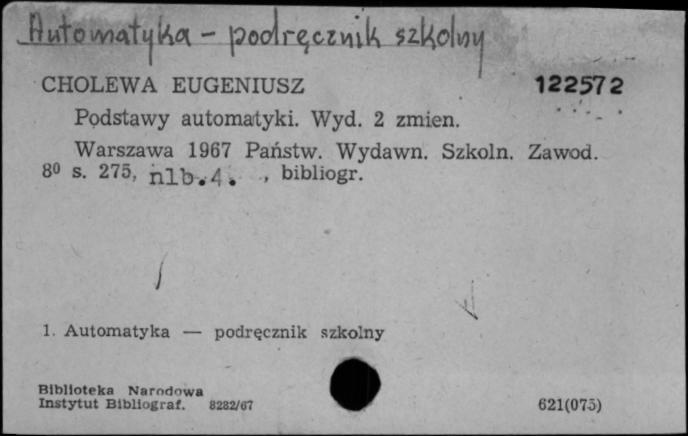 Automatyka - podręcznik szkolny
CHOLEWA EUGENIUSZ 122572
Podstawy automatyki. Wyd. 2 zmien.
Warszawa 1967 Państw. Wydawn. Szkoln. Zawod.
8⁰ s. 275, nlb.4. , bibliogr.
1. Automatyka — podręcznik szkolny
Biblioteka Narodowa
Instytut Bibliograf. 8282/67 621(075)